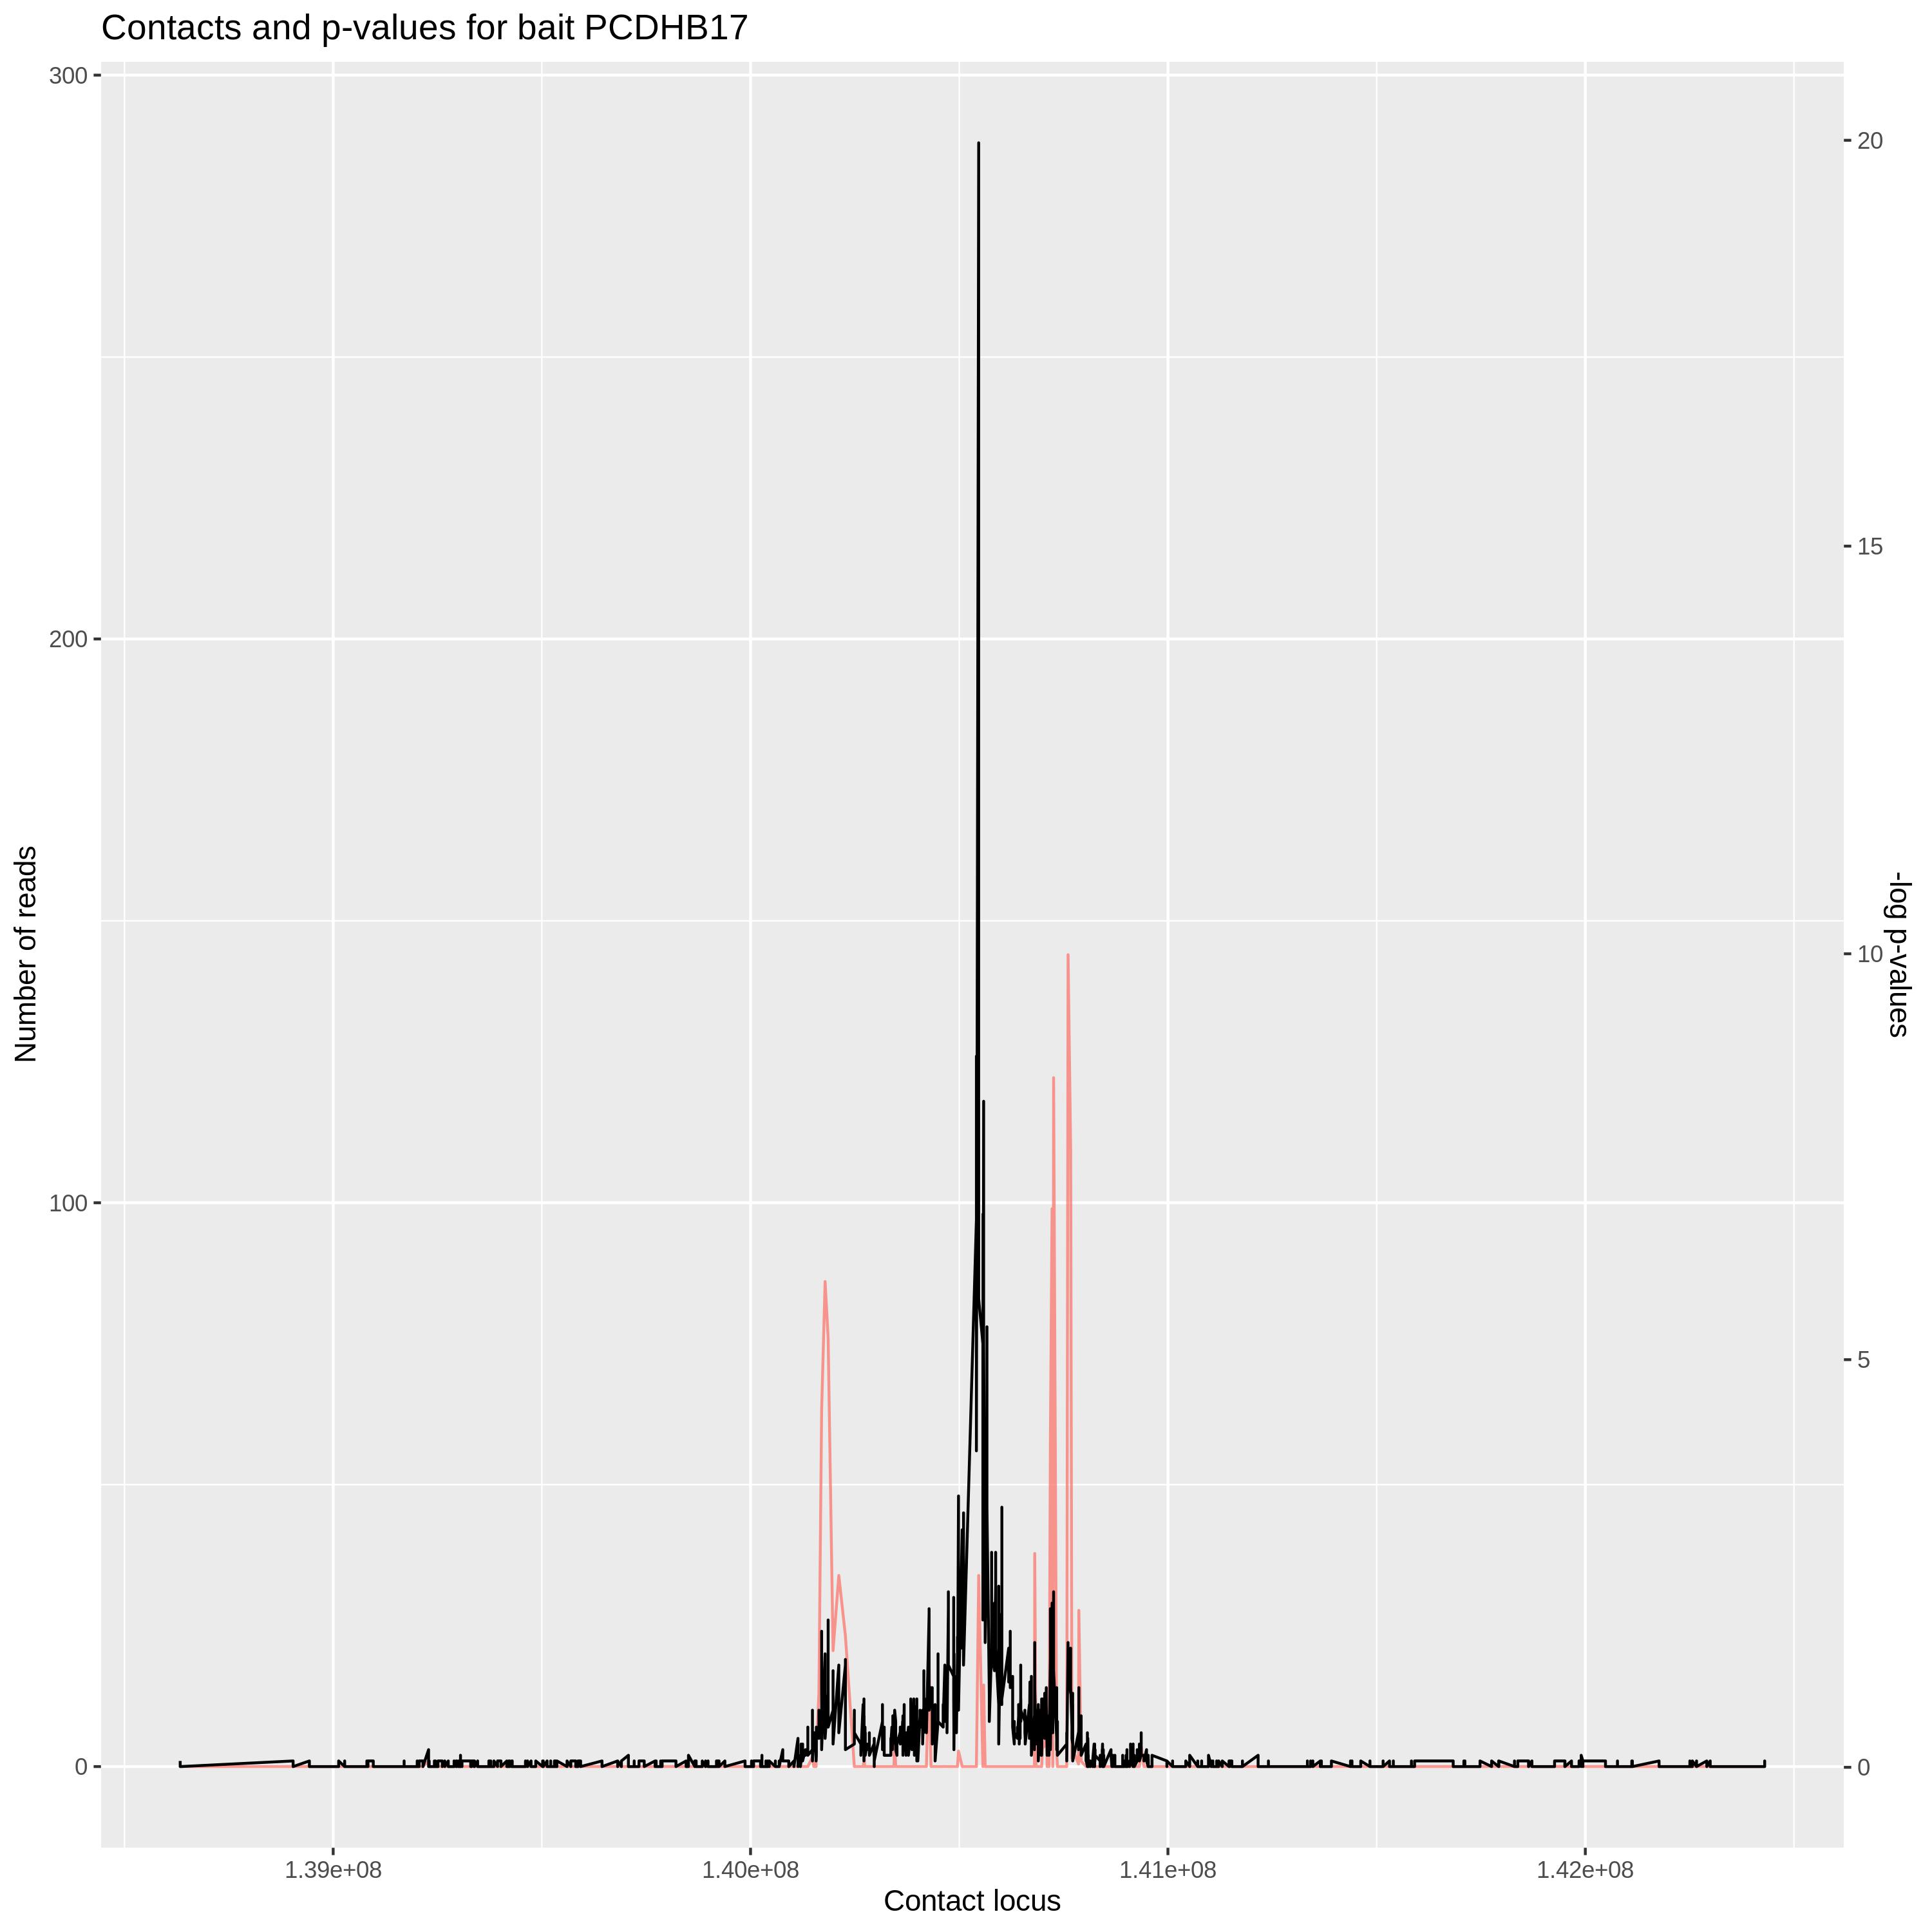 Contacts and p-values for bait PCDHB17
300
200
100
0
Number of reads
20
15
10
5
0
-log p-values
1.39e+08
1.40e+08
1.41e+08
1.42e+08
Contact locus